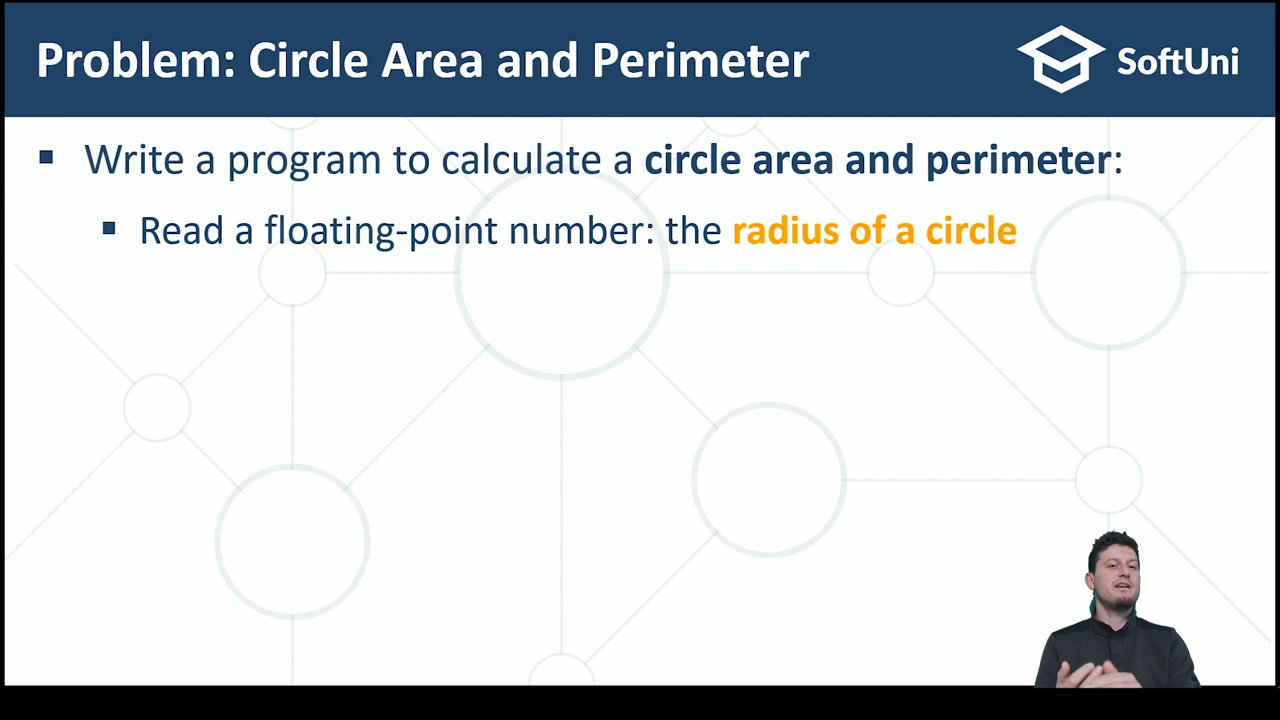 Problem: Circle Area and Perimeter
SoftUni
▪ Write a program to calculate a circle area and perimeter:
▪ Read a floating-point number: the radius of a circle